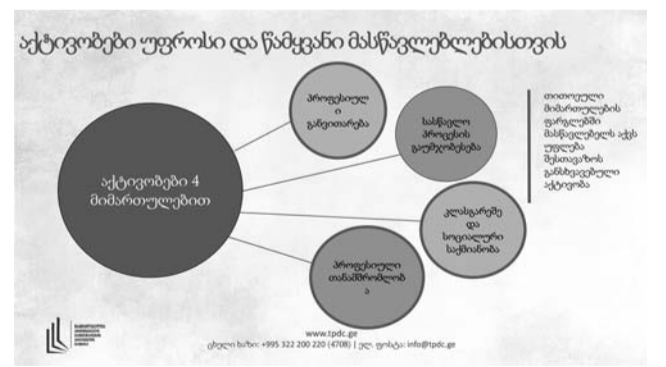 აქტივობები უფროსი და წამყვანი მასწავლებლებისთვის
პროფესიულ
ი
განვითარება
სასწავლო
პროცესის
გაუმჯობესება
თითოეული
მიმართულების
ფარგლებში
მასწავლებელს აქვს
უფლება
შესთავაზოს
განსხვავებული
აქტივობა
აქტივობები 4
მიმართულებით
კლასგარეშე
და
სოციალური
საქმიანობა
პროფესიული
თანამშრომლობ
ა
www.tpdc.ge
ცხელი ხაზი: +995 322 200 220 (4708) | ელ. ფოსტა: info@tpdc.ge